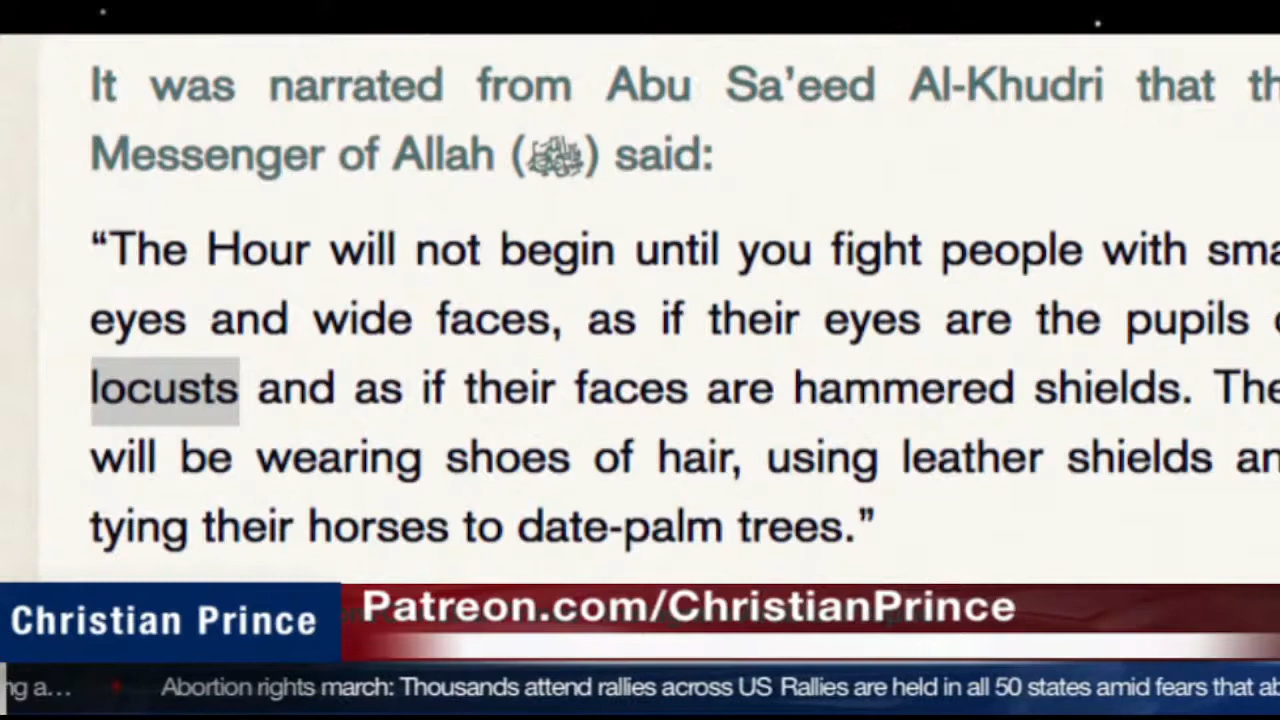 It was narrated from Abu Sa'eed Al-Khudri that th
Messenger of Allah (ﷺ) said:
“The Hour will not begin until you fight people with sma
eyes and wide faces, as if their eyes are the pupils o
locusts and as if their faces are hammered shields. The
will be wearing shoes of hair, using leather shields an
tying their horses to date-palm trees.”
Christian Prince
Patreon.com/ChristianPrince
ng a... Abortion rights march: Thousands attend rallies across US Rallies are held in all 50 states amid fears that ab